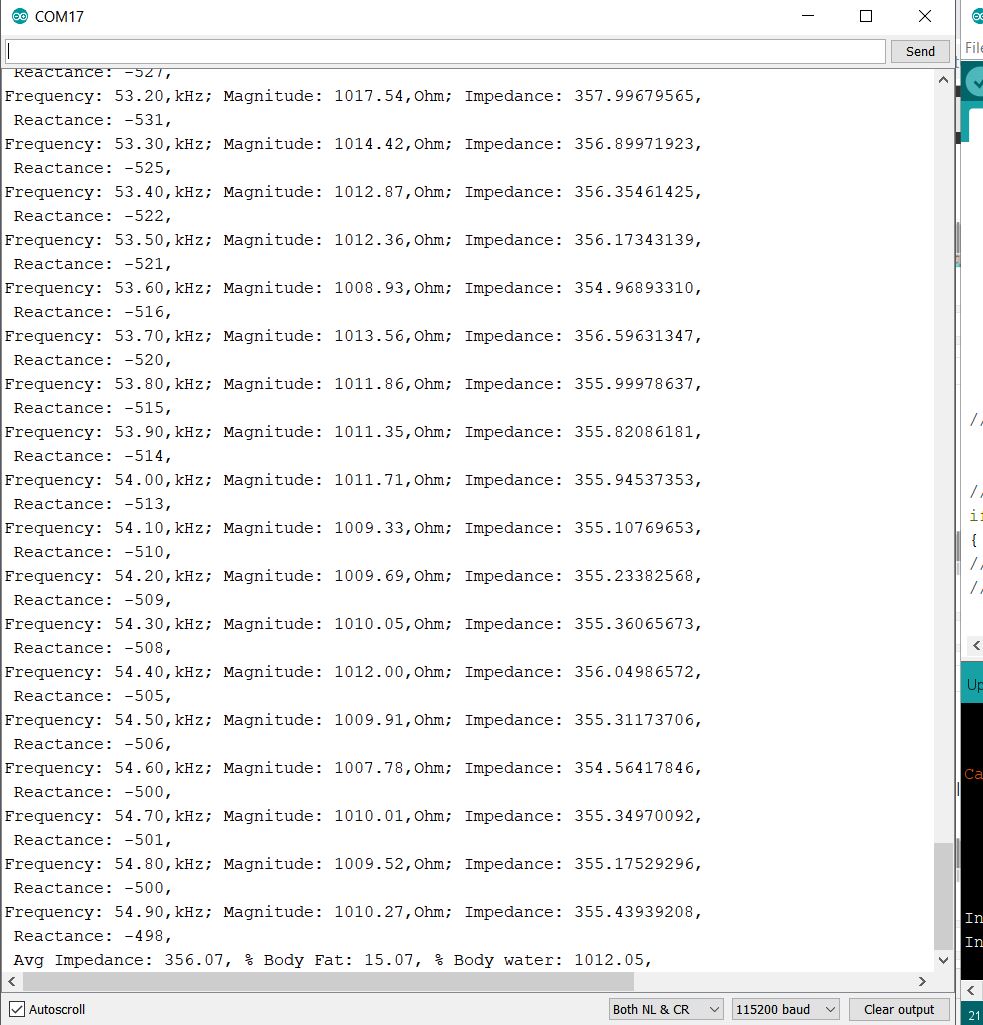 COM17
File
Send
Reactance: -527,
Frequency: 53.20,kHz; Magnitude: 1017.54,Ohm; Impedance: 357.99679565,
Reactance: -531,
Frequency: 53.30,kHz; Magnitude: 1014.42,Ohm; Impedance: 356.89971923,
Reactance: -525,
Frequency: 53.40,kHz; Magnitude: 1012.87,Ohm; Impedance: 356.35461425,
Reactance: -522,
Frequency: 53.50,kHz; Magnitude: 1012.36,Ohm; Impedance: 356.17343139,
Reactance: -521,
Frequency: 53.60,kHz; Magnitude: 1008.93,Ohm; Impedance: 354.96893310,
Reactance: -516,
Frequency: 53.70,kHz; Magnitude: 1013.56,Ohm; Impedance: 356.59631347,
Reactance: -520,
Frequency: 53.80,kHz; Magnitude: 1011.86,Ohm; Impedance: 355.99978637,
Reactance: -515,
Frequency: 53.90,kHz; Magnitude: 1011.35,Ohm; Impedance: 355.82086181,
Reactance: -514,
Frequency: 54.00,kHz; Magnitude: 1011.71,Ohm; Impedance: 355.94537353,
Reactance: -513,
Frequency: 54.10,kHz; Magnitude: 1009.33,Ohm; Impedance: 355.10769653,
Reactance: -510,
Frequency: 54.20,kHz; Magnitude: 1009.69,Ohm; Impedance: 355.23382568,
Reactance: -509,
Frequency: 54.30,kHz; Magnitude: 1010.05,Ohm; Impedance: 355.36065673,
Reactance: -508,
Frequency: 54.40,kHz; Magnitude: 1012.00,Ohm; Impedance: 356.04986572,
Reactance: -505,
Frequency: 54.50,kHz; Magnitude: 1009.91,Ohm; Impedance: 355.31173706,
Reactance: -506,
Frequency: 54.60,kHz; Magnitude: 1007.78,Ohm; Impedance: 354.56417846,
Reactance: -500,
Frequency: 54.70,kHz; Magnitude: 1010.01,Ohm; Impedance: 355.34970092,
Reactance: -501,
Frequency: 54.80,kHz; Magnitude: 1009.52,Ohm; Impedance: 355.17529296,
Reactance: -500,
Frequency: 54.90,kHz; Magnitude: 1010.27,Ohm; Impedance: 355.43939208,
Reactance: -498,
Avg Impedance: 356.07, % Body Fat: 15.07, % Body water: 1012.05,
Autoscroll
Both NL & CR
115200 baud
Clear output
//
//
{
//
//
21